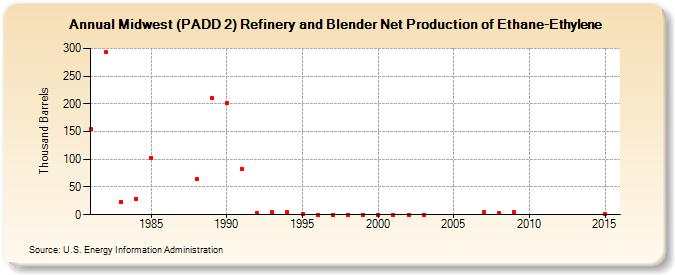 Annual Midwest (PADD 2) Refinery and Blender Net Production of Ethane-Ethylene
Thousand Barrels
300
250
200
150
100
50
0
1985 1990 1995 2000 2005 2010 2015
Source: U.S. Energy Information Administration